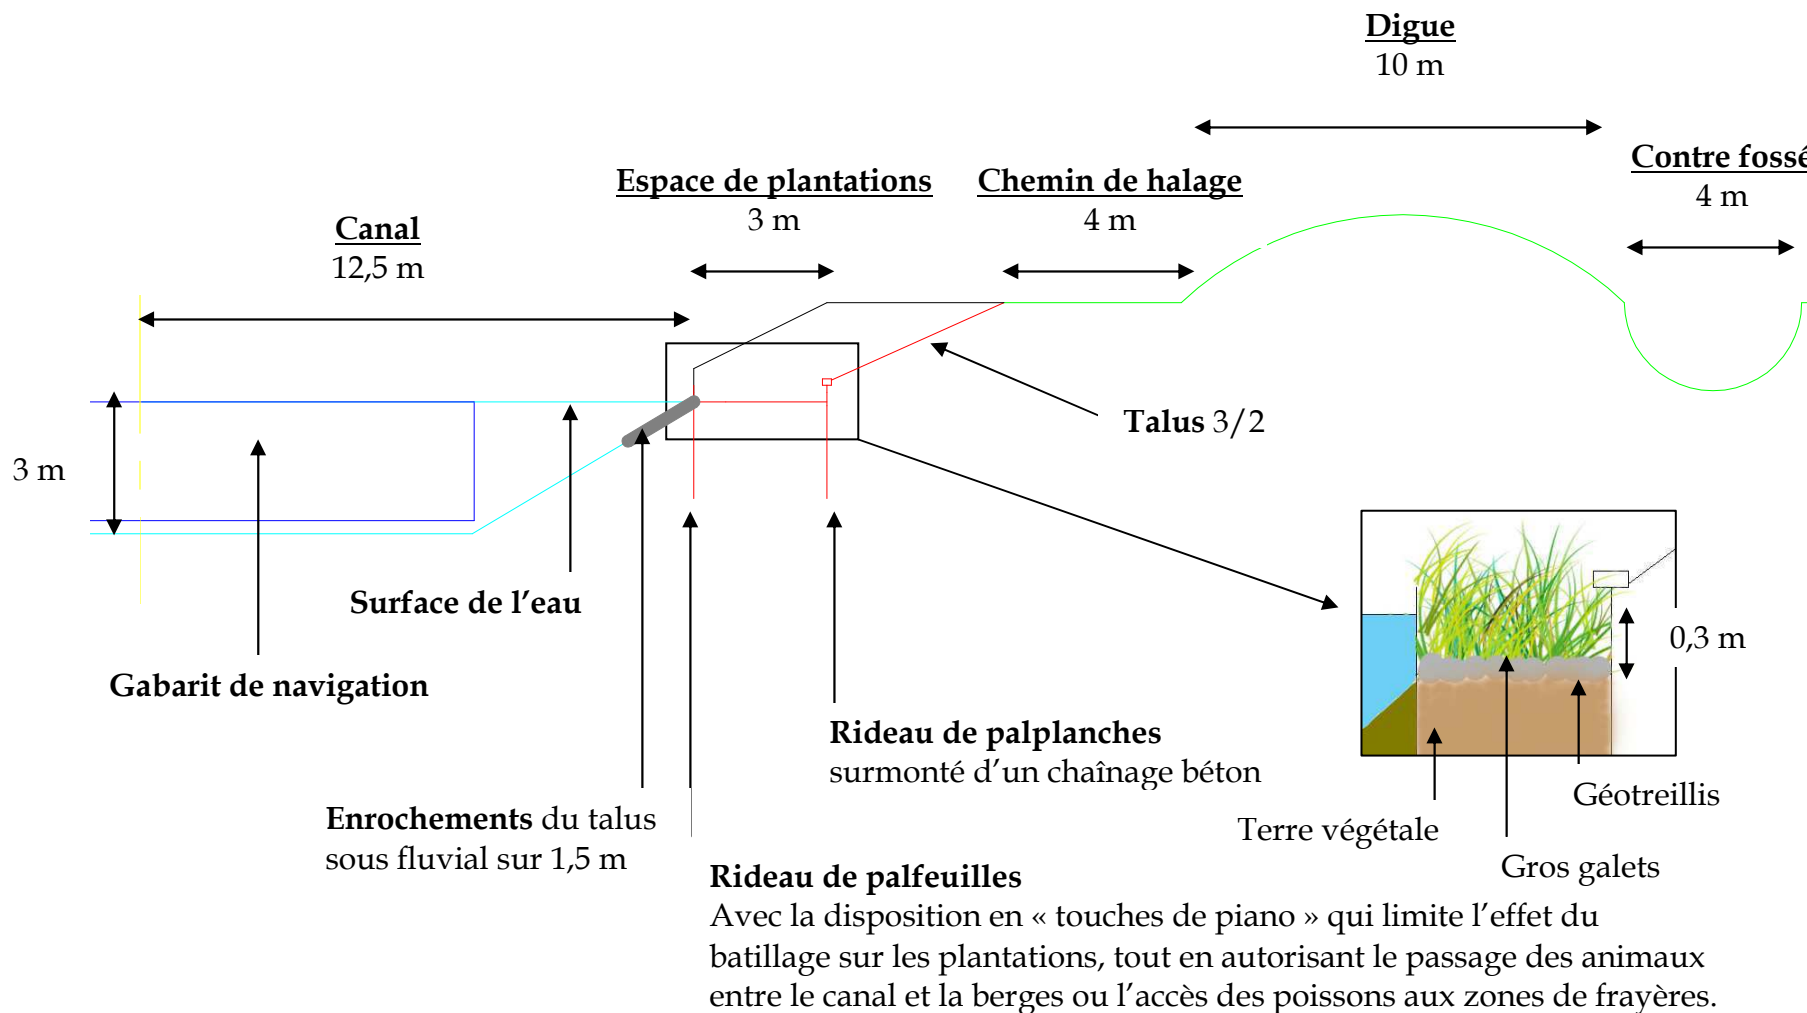 Digue
10 m
Contre fossé
4 m
Espace de plantations
3 m
Chemin de halage
4 m
Canal
12,5 m
Talus 3/2
3 m
Surface de l’eau
0,3 m
Gabarit de navigation
Rideau de palplanches
surmonté d’un chaînage béton
Géotreillis
Enrochements du talus
sous fluvial sur 1,5 m
Terre végétale
Gros galets
Rideau de palfeuilles
Avec la disposition en « touches de piano » qui limite l’effet du
batillage sur les plantations, tout en autorisant le passage des animaux
entre le canal et la berges ou l’accès des poissons aux zones de frayères.